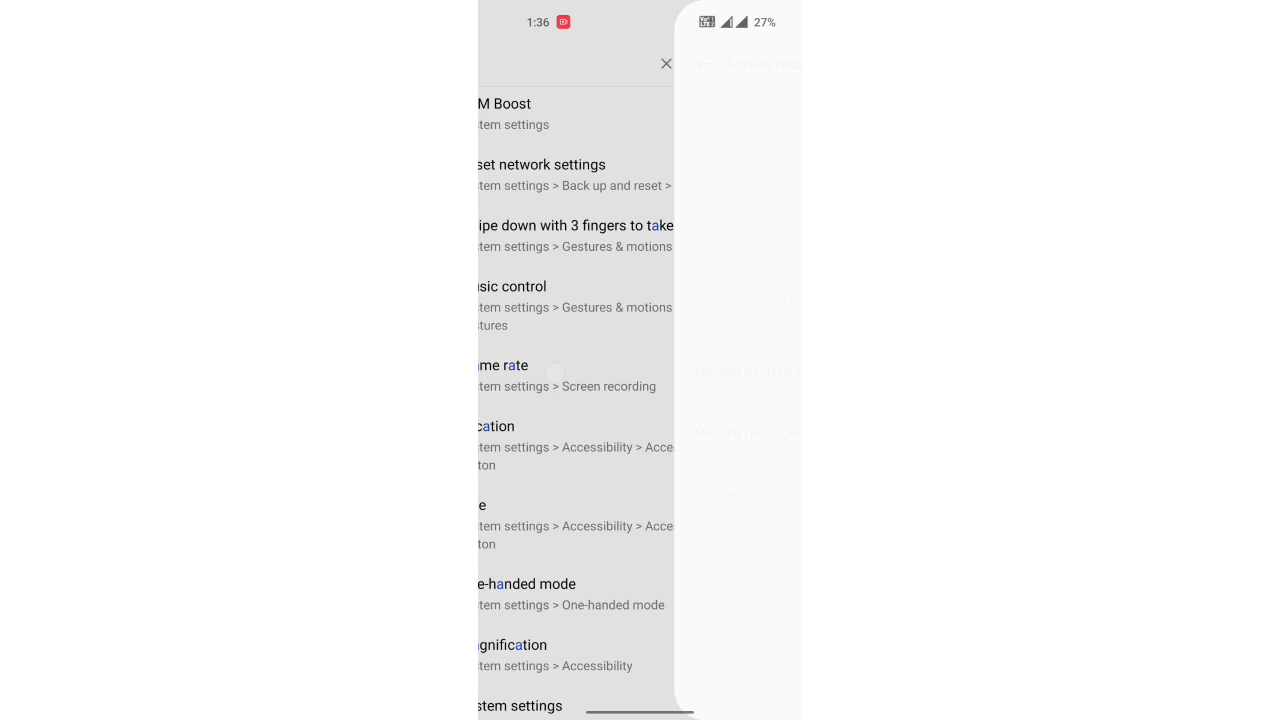 1:36
27%
M Boost
tem settings
set network settings
tem settings > Back up and reset >
ipe down with 3 fingers to take
tem settings > Gestures & motions
sic control
tem settings > Gestures & motions
tures
me rate
tem settings > Screen recording
cation
tem settings > Accessibility > Acce
ton
e
tem settings > Accessibility > Acce
ton
e-handed mode
tem settings > One-handed mode
gnification
tem settings > Accessibility
stem settings